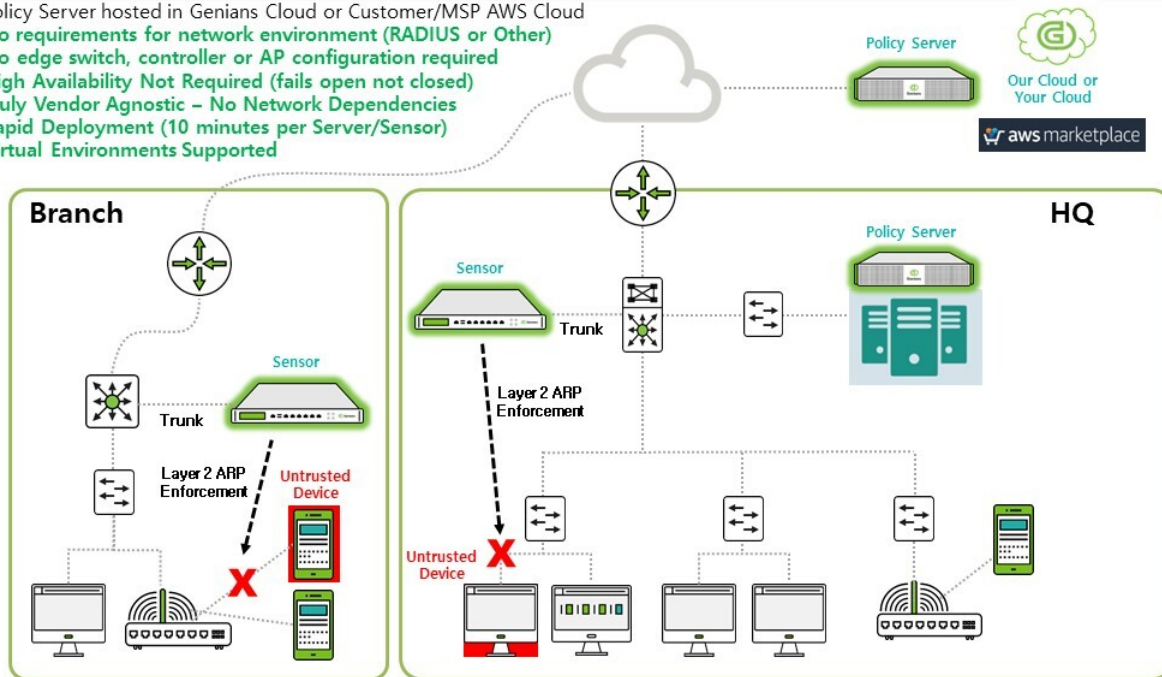 olicy Server hosted in Genians Cloud or Customer/MSP AWS Cloud
o requirements for network environment (RADIUS or Other)
o edge switch, controller or AP configuration required
igh Availability Not Required (fails open not closed)
uly Vendor Agnostic – No Network Dependencies
apid Deployment (10 minutes per Server/Sensor)
irtual Environments Supported
Policy Server
Our Cloud or
Your Cloud
aws marketplace
Branch
HQ
Policy Server
Sensor
Trunk
Layer 2 ARP
Enforcement
Sensor
Trunk
Layer 2 ARP
Enforcement
Untrusted
Device
Untrusted
Device